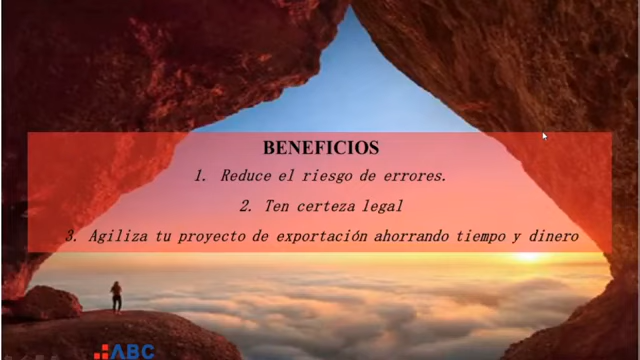 BENEFICIOS
1. Reduce el riesgo de errores.
2. Ten certeza legal
3. Agiliza tu proyecto de exportación ahorrando tiempo y dinero
ABC